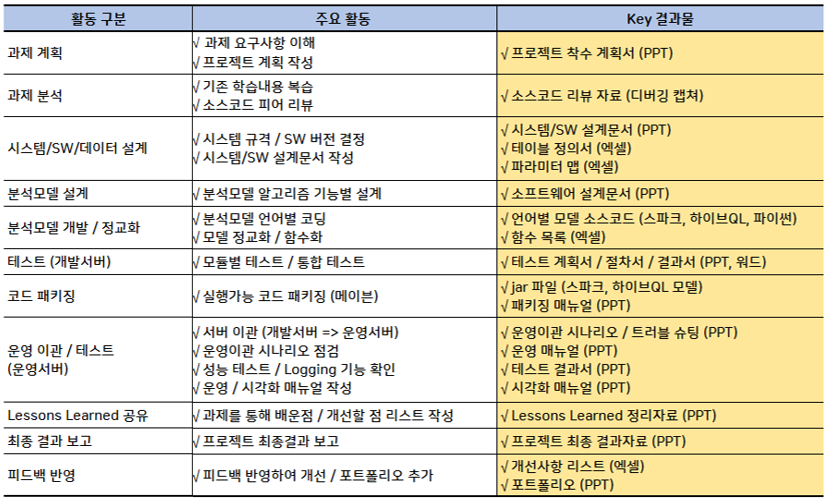 활동 구분 주요 활동 Key 결과물
과제 계획
√ 과제 요구사항 이해
√ 프로젝트 계획 작성
√ 프로젝트 착수 계획서 (PPT)
과제 분석
√ 기존 학습내용 복습
√ 소스코드 피어 리뷰
√ 소스코드 리뷰 자료 (디버깅 캡쳐)
시스템/SW/데이터 설계
√ 시스템 규격 / SW 버전 결정
√ 시스템/SW 설계문서 작성
√ 시스템/SW 설계문서 (PPT)
√ 테이블 정의서 (엑셀)
√ 파라미터 맵 (엑셀)
분석모델 설계
√ 분석모델 알고리즘 기능별 설계
√ 소프트웨어 설계문서 (PPT)
분석모델 개발 / 정교화
√ 분석모델 언어별 코딩
√ 모델 정교화 / 함수화
√ 언어별 모델 소스코드 (스파크, 하이브QL, 파이썬)
√ 함수 목록 (엑셀)
테스트 (개발서버)
√ 모듈별 테스트 / 통합 테스트
√ 테스트 계획서 / 절차서 / 결과서 (PPT, 워드)
코드 패키징
√ 실행가능 코드 패키징 (메이븐)
√ jar 파일 (스파크, 하이브QL 모델)
√ 패키징 매뉴얼 (PPT)
운영 이관 / 테스트
(운영서버)
√ 서버 이관 (개발서버 => 운영서버)
√ 운영이관 시나리오 점검
√ 성능 테스트 / Logging 기능 확인
√ 운영 / 시각화 매뉴얼 작성
√ 운영이관 시나리오 / 트러블 슈팅 (PPT)
√ 운영 매뉴얼 (PPT)
√ 테스트 결과서 (PPT)
√ 시각화 매뉴얼 (PPT)
Lessons Learned 공유
√ 과제를 통해 배운점 / 개선할 점 리스트 작성
√ Lessons Learned 정리자료 (PPT)
최종 결과 보고
√ 프로젝트 최종결과 보고
√ 프로젝트 최종 결과자료 (PPT)
피드백 반영
√ 피드백 반영하여 개선 / 포트폴리오 추가
√ 개선사항 리스트 (엑셀)
√ 포트폴리오 (PPT)